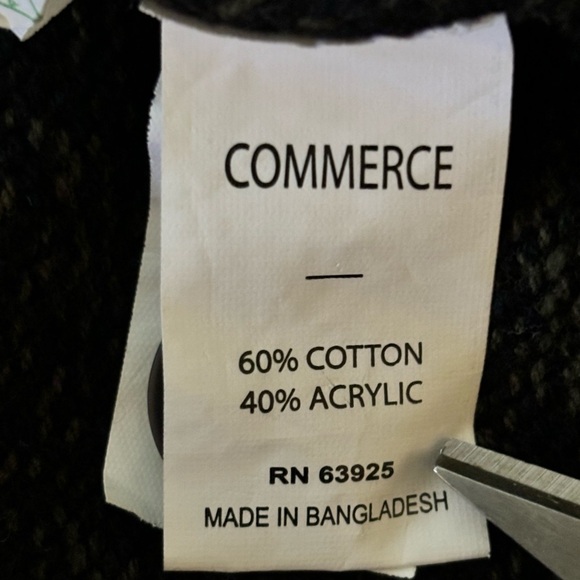 COMMERCE
60% COTTON
40% ACRYLIC
RN 63925
MADE IN BANGLADESH